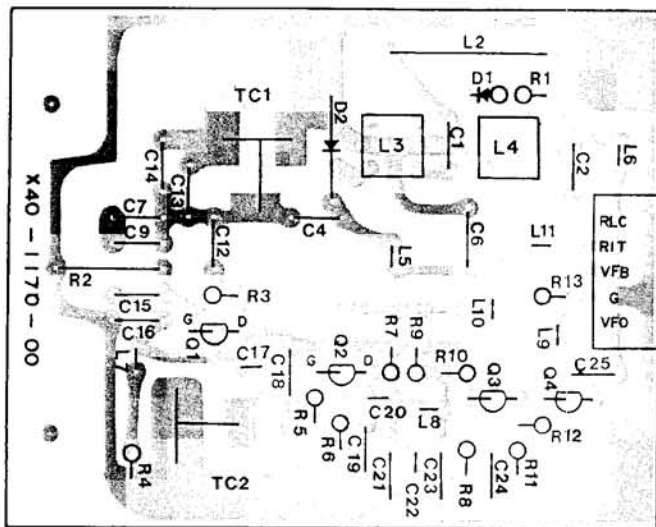 L2
D1 R1
TC1
D2
L3
C1
L4
C2
L6
C14
C13
X40-1170-00
C7
C9
C12
C4
L5
C6
L11
RLC
RIT
VFB
G
VFO
R2
R3
R13
C15
C16
G D
Q1
L10
L9
R7
R9
C17
C18
G Q2 D
R10
Q3
Q4
C25
R5
C20
L8
R6
C19
R12
R4
TC2
C21
C22
C23
R8
C24
R11